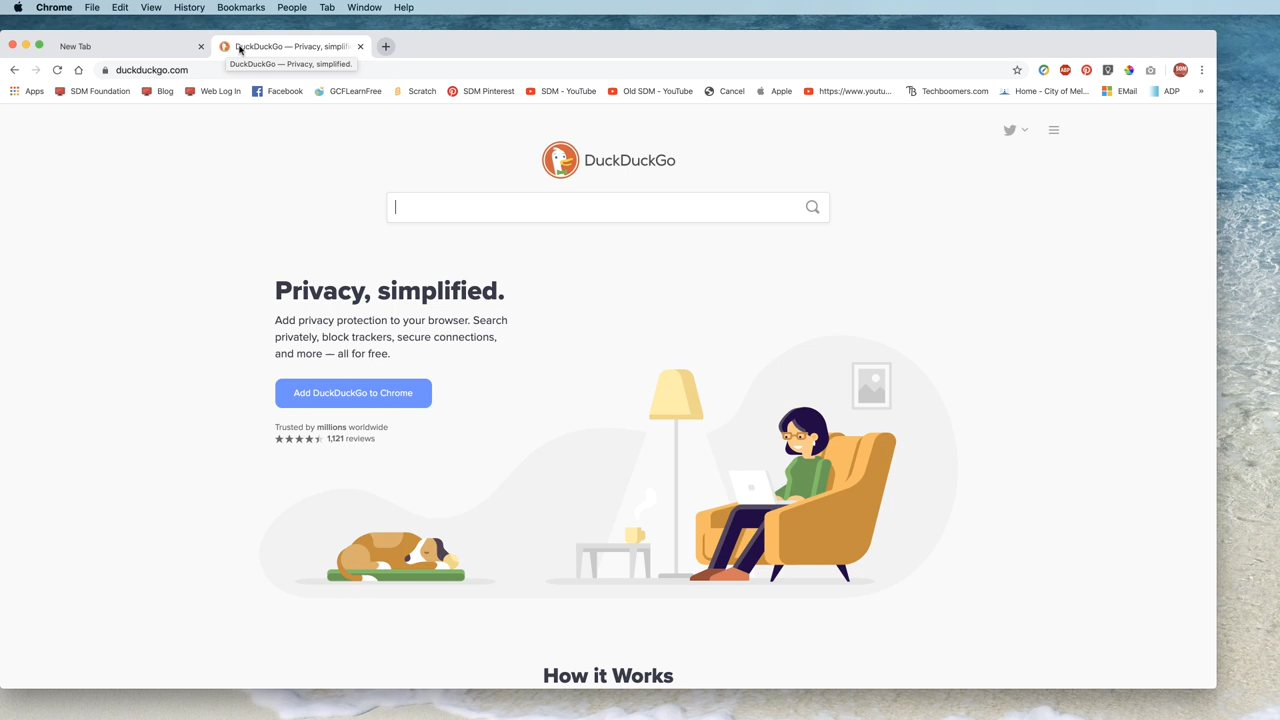 Chrome File Edit View History Bookmarks People Tab Window Help
New Tab
DuckDuckGo — Privacy, simplifi
duckduckgo.com
DuckDuckGo — Privacy, simplified.
Apps SDM Foundation Blog Web Log In Facebook GCFLearnFree Scratch SDM Pinterest SDM - YouTube Old SDM - YouTube Cancel Apple https://www.youtu... Techboomers.com Home - City of Mel... EMail ADP »
DuckDuckGo
Privacy, simplified.
Add privacy protection to your browser. Search
privately, block trackers, secure connections,
and more — all for free.
Add DuckDuckGo to Chrome
Trusted by millions worldwide
1,121 reviews
How it Works